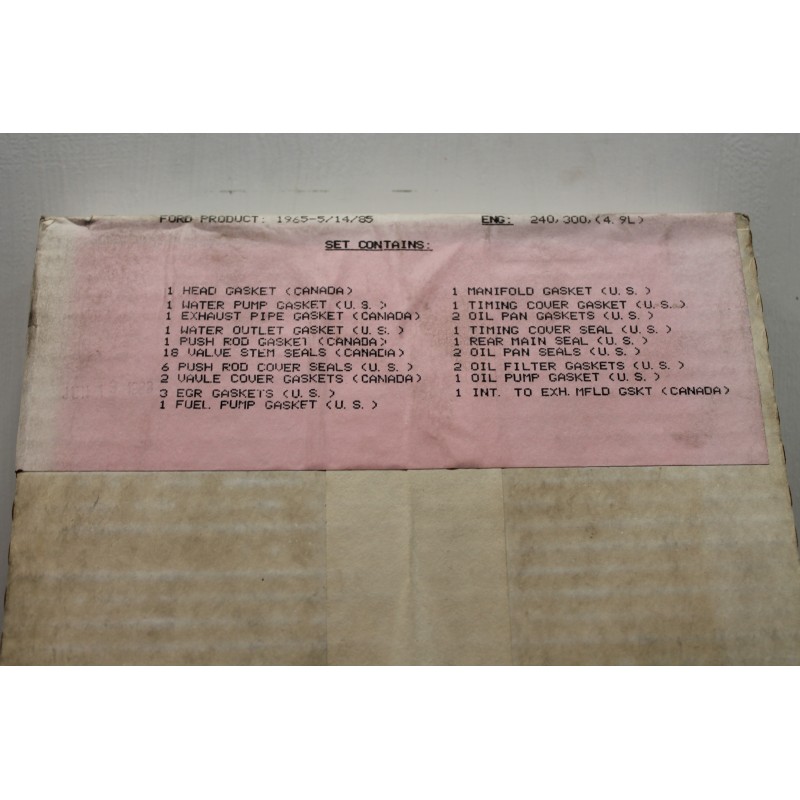 FORD PRODUCT: 1965-5/14/85 ENG: 240,300,(4.9L)
SET CONTAINS:
1 HEAD GASKET (CANADA)
1 WATER PUMP GASKET (U.S.)
1 EXHAUST PIPE GASKET (CANADA)
1 WATER OUTLET GASKET (U.S.)
1 PUSH ROD GASKET (CANADA)
18 VALVE STEM SEALS (CANADA)
6 PUSH ROD COVER SEALS (U.S.)
2 VAULE COVER GASKETS (CANADA)
3 EGR GASKETS (U.S.)
1 FUEL PUMP GASKET (U.S.)
1 MANIFOLD GASKET (U.S.)
1 TIMING COVER GASKET (U.S.)
2 OIL PAN GASKETS (U.S.)
1 TIMING COVER SEAL (U.S.)
1 REAR MAIN SEAL (U.S.)
2 OIL PAN SEALS (U.S.)
2 OIL FILTER GASKETS (U.S.)
1 OIL PUMP GASKET (U.S.)
1 INT. TO EXH.MFLD GSKT (CANADA)